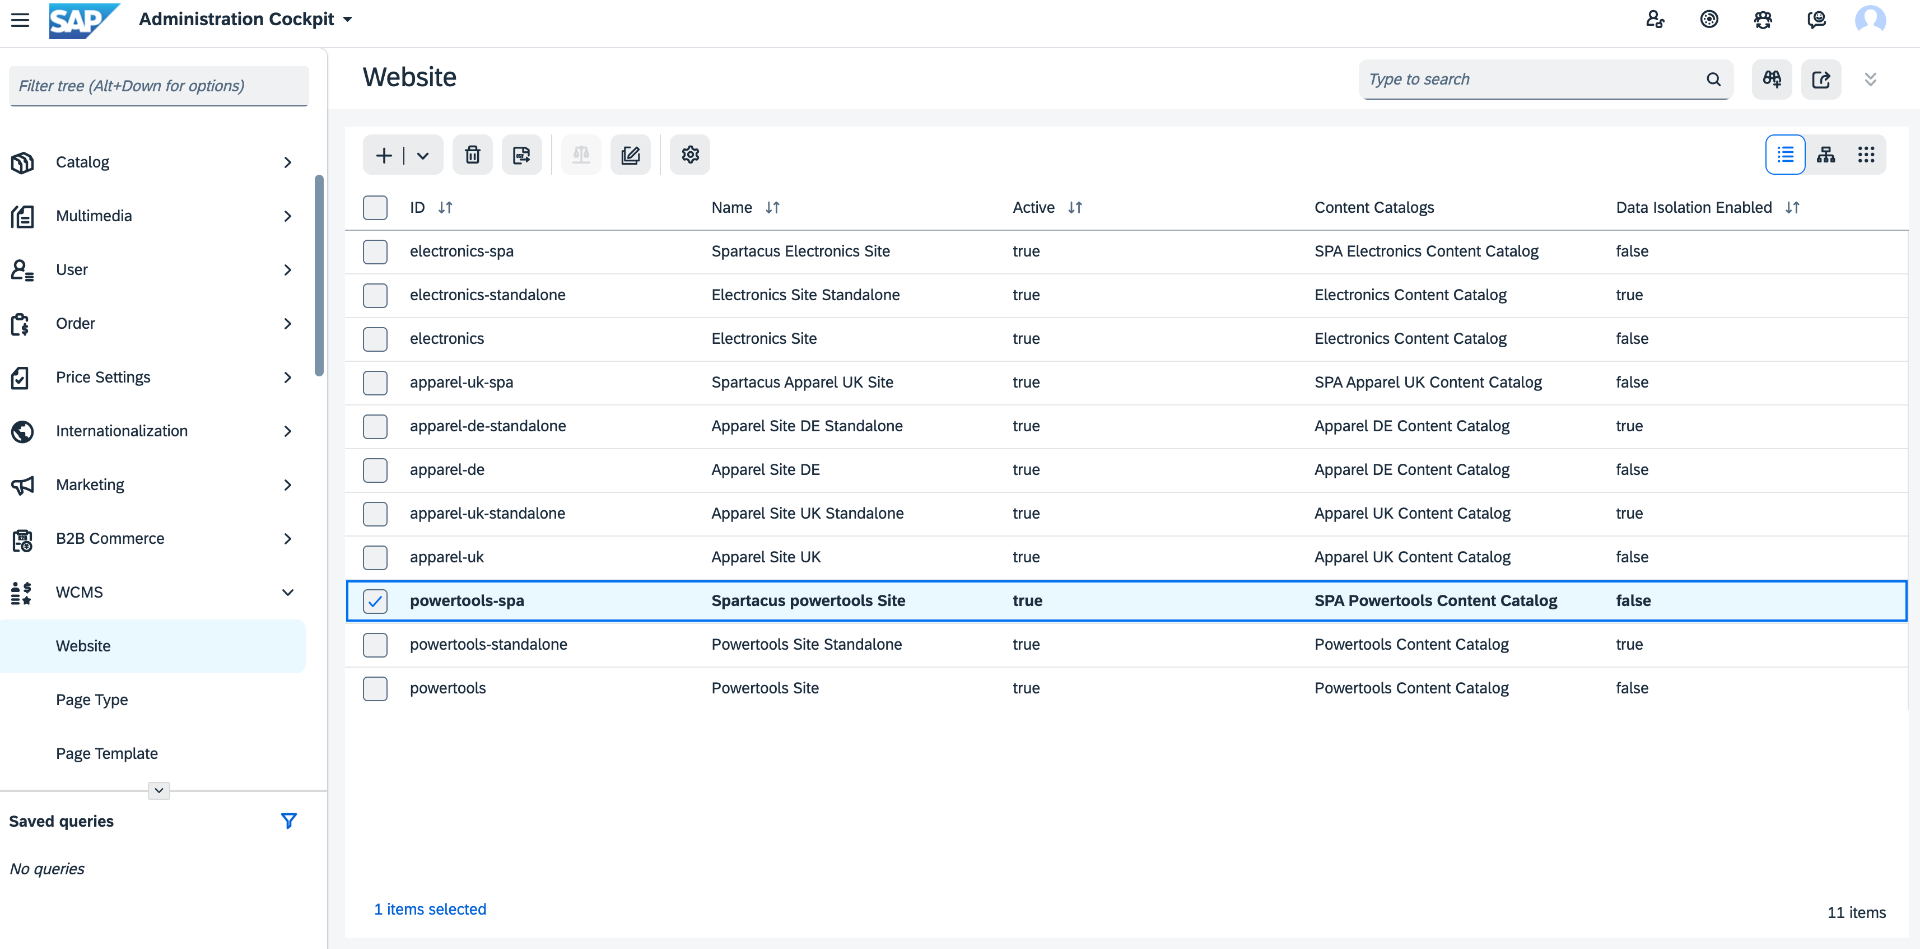 SAP Administration Cockpit
Filter tree (Alt+Down for options)
Catalog
Multimedia
User
Order
Price Settings
Internationalization
Marketing
B2B Commerce
WCMS
Website
Page Type
Page Template
Saved queries
No queries
Website
Type to search
ID Name Active Content Catalogs Data Isolation Enabled
electronics-spa Spartacus Electronics Site true SPA Electronics Content Catalog false
electronics-standalone Electronics Site Standalone true Electronics Content Catalog true
electronics Electronics Site true Electronics Content Catalog false
apparel-uk-spa Spartacus Apparel UK Site true SPA Apparel UK Content Catalog false
apparel-de-standalone Apparel Site DE Standalone true Apparel DE Content Catalog true
apparel-de Apparel Site DE true Apparel DE Content Catalog false
apparel-uk-standalone Apparel Site UK Standalone true Apparel UK Content Catalog true
apparel-uk Apparel Site UK true Apparel UK Content Catalog false
powertools-spa Spartacus powertools Site true SPA Powertools Content Catalog false
powertools-standalone Powertools Site Standalone true Powertools Content Catalog true
powertools Powertools Site true Powertools Content Catalog false
1 items selected
11 items